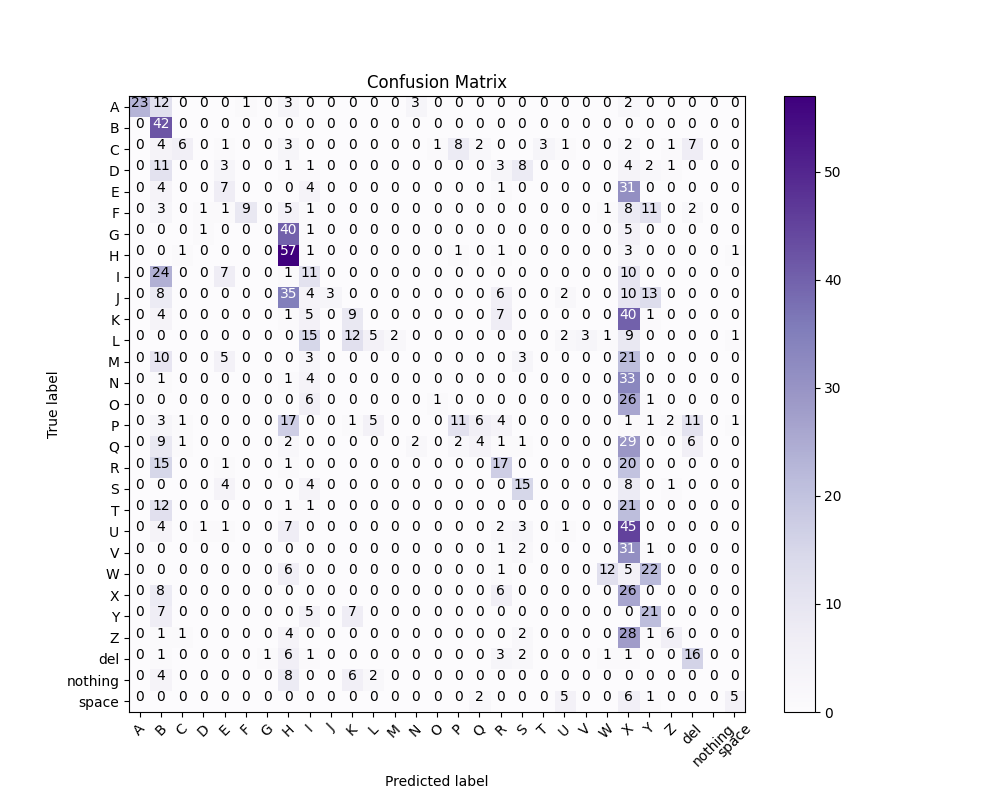 Confusion Matrix
A 23 12 0 0 0 1 0 3 0 0 0 0 0 3 0 0 0 0 0 0 0 0 0 2 0 0 0 0 0
B 0 42 0 0 0 0 0 0 0 0 0 0 0 0 0 0 0 0 0 0 0 0 0 0 0 0 0 0 0
C 0 4 6 0 1 0 0 3 0 0 0 0 0 0 1 8 2 0 0 3 1 0 0 2 0 1 7 0 0
D 0 11 0 0 3 0 0 1 1 0 0 0 0 0 0 0 0 3 8 0 0 0 0 4 2 1 0 0 0
E 0 4 0 0 7 0 0 0 4 0 0 0 0 0 0 0 0 1 0 0 0 0 0 31 0 0 0 0 0
F 0 3 0 1 1 9 0 5 1 0 0 0 0 0 0 0 0 0 0 0 0 0 1 8 11 0 2 0 0
G 0 0 0 1 0 0 0 40 1 0 0 0 0 0 0 0 0 0 0 0 0 0 0 5 0 0 0 0 0
H 0 0 1 0 0 0 0 57 1 0 0 0 0 0 0 1 0 1 0 0 0 0 0 3 0 0 0 0 1
I 0 24 0 0 7 0 0 1 11 0 0 0 0 0 0 0 0 0 0 0 0 0 0 10 0 0 0 0 0
J 0 8 0 0 0 0 0 35 4 3 0 0 0 0 0 0 0 6 0 0 2 0 0 10 13 0 0 0 0
K 0 4 0 0 0 0 0 1 5 0 9 0 0 0 0 0 0 7 0 0 0 0 0 40 1 0 0 0 0
L 0 0 0 0 0 0 0 0 15 0 12 5 2 0 0 0 0 0 0 0 2 3 1 9 0 0 0 0 1
M 0 10 0 0 5 0 0 0 3 0 0 0 0 0 0 0 0 0 3 0 0 0 0 21 0 0 0 0 0
N 0 1 0 0 0 0 0 1 4 0 0 0 0 0 0 0 0 0 0 0 0 0 0 33 0 0 0 0 0
O 0 0 0 0 0 0 0 0 6 0 0 0 0 0 1 0 0 0 0 0 0 0 0 26 1 0 0 0 0
P 0 3 1 0 0 0 0 17 0 0 1 5 0 0 0 11 6 4 0 0 0 0 0 1 1 2 11 0 1
Q 0 9 1 0 0 0 0 2 0 0 0 0 0 2 0 2 4 1 1 0 0 0 0 29 0 0 6 0 0
R 0 15 0 0 1 0 0 1 0 0 0 0 0 0 0 0 0 17 0 0 0 0 0 20 0 0 0 0 0
S 0 0 0 0 4 0 0 0 4 0 0 0 0 0 0 0 0 0 15 0 0 0 0 8 0 1 0 0 0
T 0 12 0 0 0 0 0 1 1 0 0 0 0 0 0 0 0 0 0 0 0 0 0 21 0 0 0 0 0
U 0 4 0 1 1 0 0 7 0 0 0 0 0 0 0 0 0 2 3 0 1 0 0 45 0 0 0 0 0
V 0 0 0 0 0 0 0 0 0 0 0 0 0 0 0 0 0 1 2 0 0 0 0 31 1 0 0 0 0
W 0 0 0 0 0 0 0 6 0 0 0 0 0 0 0 0 0 1 0 0 0 0 12 5 22 0 0 0 0
X 0 8 0 0 0 0 0 0 0 0 0 0 0 0 0 0 0 6 0 0 0 0 0 26 0 0 0 0 0
Y 0 7 0 0 0 0 0 0 5 0 7 0 0 0 0 0 0 0 0 0 0 0 0 0 21 0 0 0 0
Z 0 1 1 0 0 0 0 4 0 0 0 0 0 0 0 0 0 0 2 0 0 0 0 28 1 6 0 0 0
del 0 1 0 0 0 0 1 6 1 0 0 0 0 0 0 0 0 3 2 0 0 0 1 1 0 0 16 0 0
nothing 0 4 0 0 0 0 0 8 0 0 6 2 0 0 0 0 0 0 0 0 0 0 0 0 0 0 0 0 0
space 0 0 0 0 0 0 0 0 0 0 0 0 0 0 0 0 2 0 0 0 5 0 0 6 1 0 0 0 5
A B C D E F G H I J K L M N O P Q R S T U V W X Y Z del nothing space
Predicted label
True label
50
40
30
20
10
0